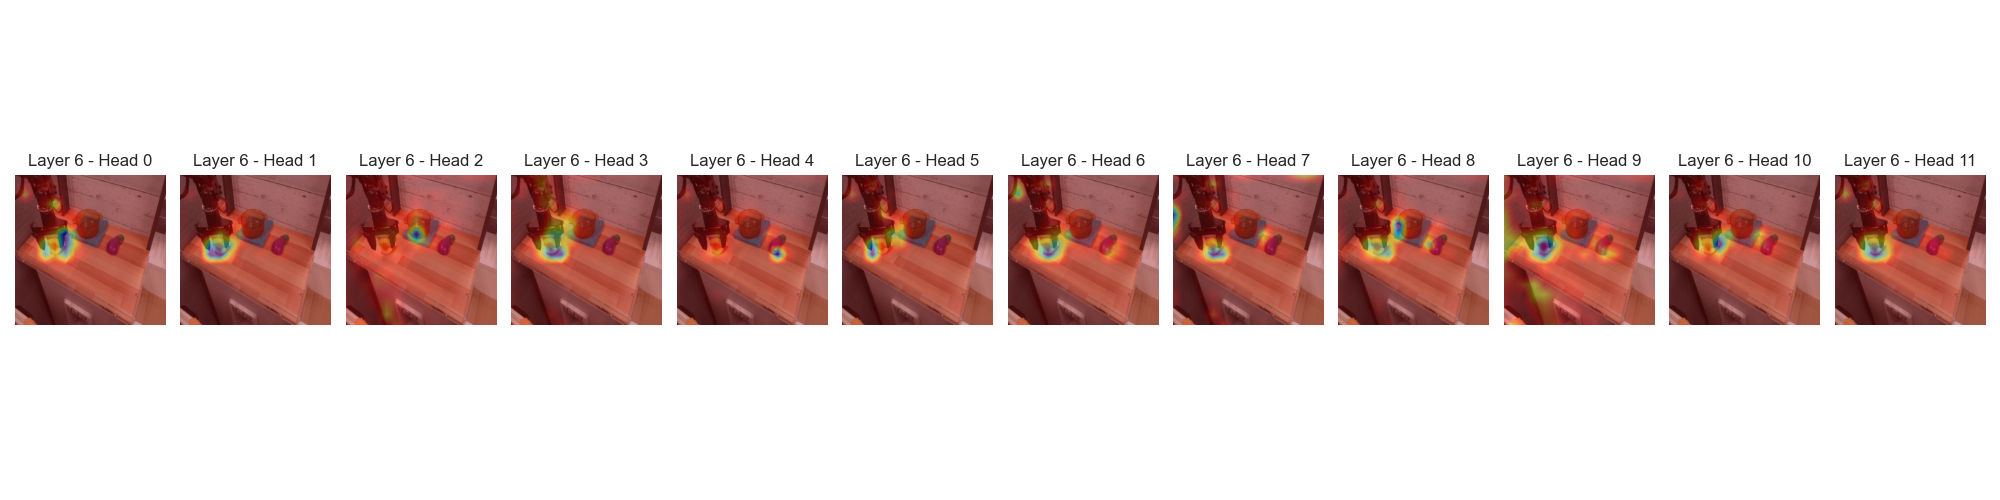 Layer 6 - Head 0
Layer 6 - Head 1
Layer 6 - Head 2
Layer 6 - Head 3
Layer 6 - Head 4
Layer 6 - Head 5
Layer 6 - Head 6
Layer 6 - Head 7
Layer 6 - Head 8
Layer 6 - Head 9
Layer 6 - Head 10
Layer 6 - Head 11